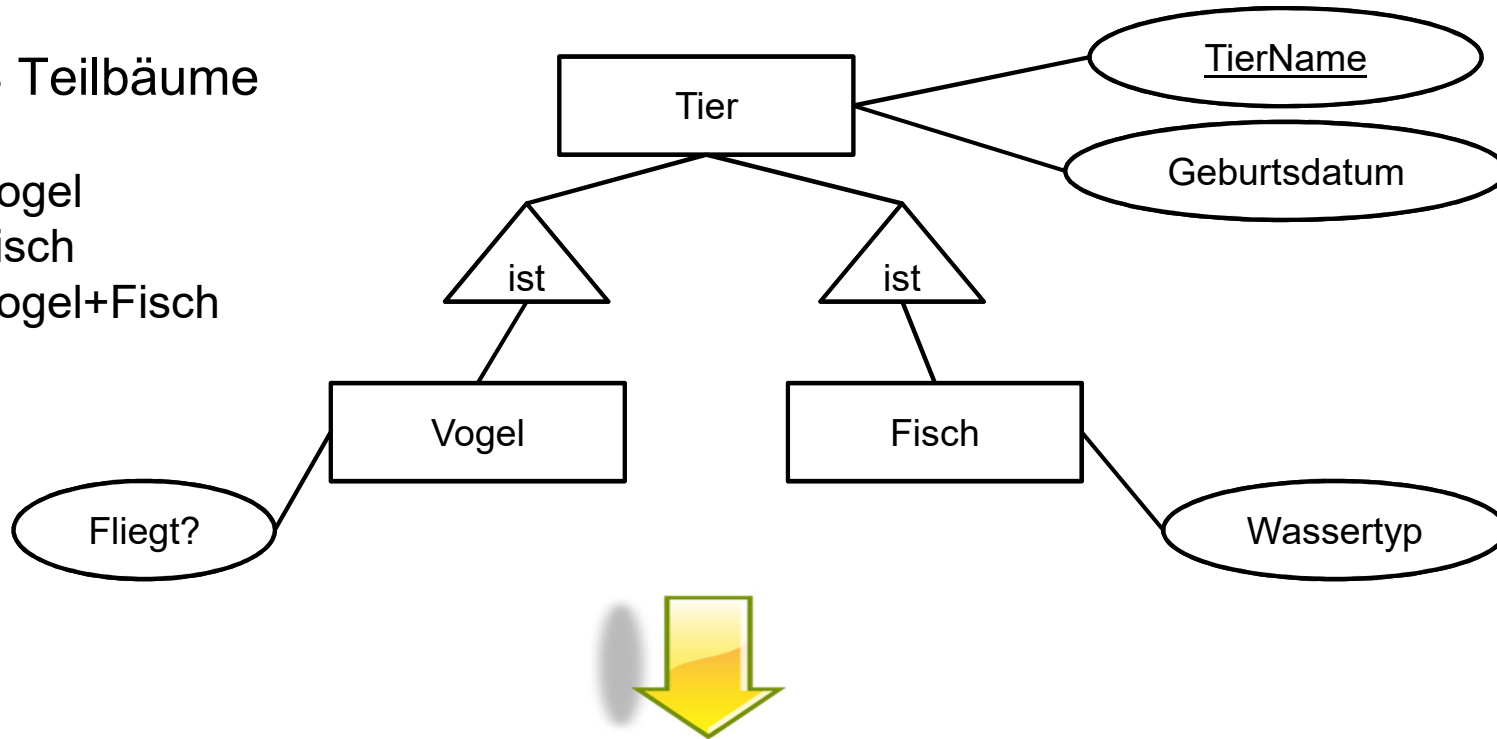 Teilbäume
ogel
isch
ogel+Fisch
Tier
TierName
Geburtsdatum
ist
ist
Vogel
Fisch
Fliegt?
Wassertyp